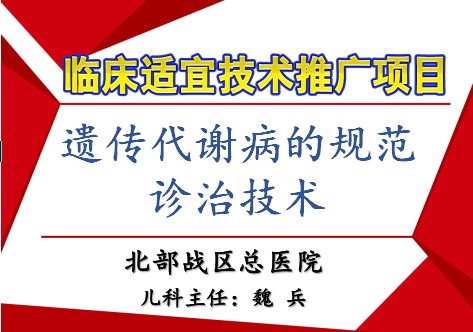 临床适宜技术推广项目
遗传代谢病的规范
诊治技术
北部战区总医院
儿科主任：魏 兵